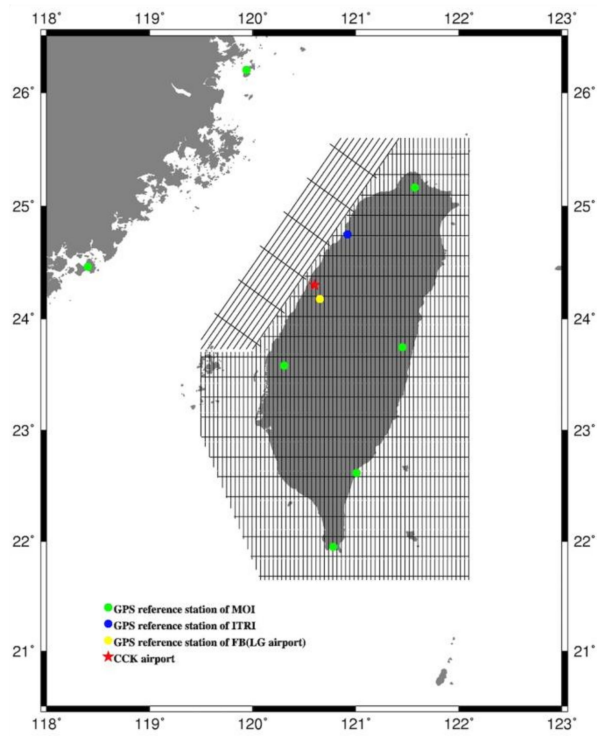 118° 119° 120° 121° 122° 123°
26° 26°
25° 25°
24° 24°
23° 23°
22° 22°
GPS reference station of MOI
GPS reference station of ITRI
GPS reference station of FB(LG airport)
21° 21°
CCK airport
118° 119° 120° 121° 122° 123°